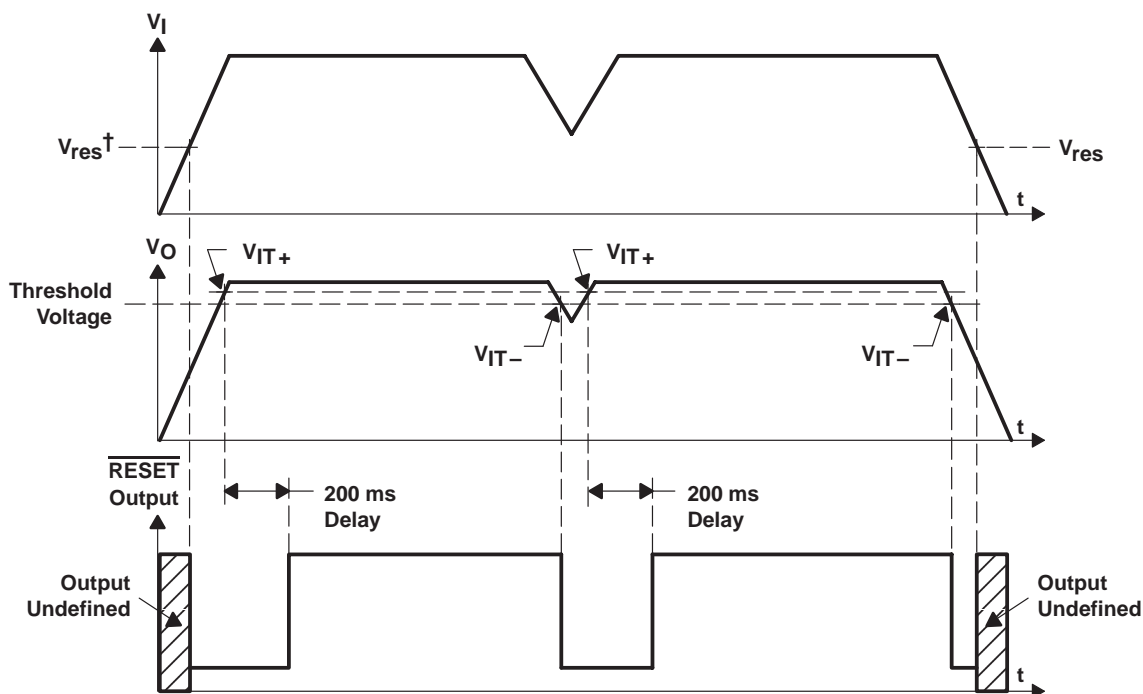 VI
Vres†
Vres
t
VO
VIT+
VIT+
Threshold
Voltage
VIT–
VIT–
t
RESET
Output
200 ms
Delay
200 ms
Delay
Output
Undefined
Output
Undefined
t